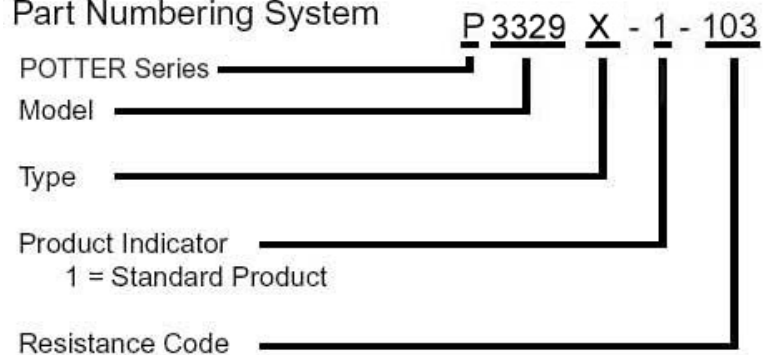 Part Numbering System
P 3329 X - 1 - 103
POTTER Series
Model
Type
Product Indicator
1 = Standard Product
Resistance Code